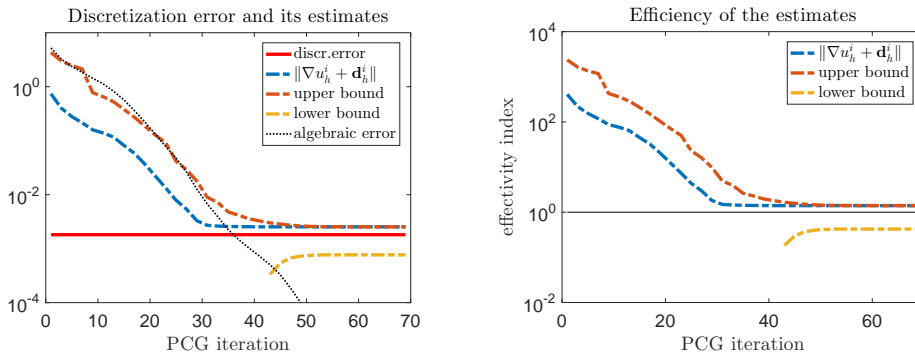 Discretization error and its estimates
discr.error
‖∇u_h^i + d_h^i‖
upper bound
lower bound
algebraic error
10^0
10^-2
10^-4
0 10 20 30 40 50 60 70
PCG iteration
Efficiency of the estimates
‖∇u_h^i + d_h^i‖
upper bound
lower bound
effectivity index
10^4
10^2
10^0
10^-2
0 20 40 60
PCG iteration